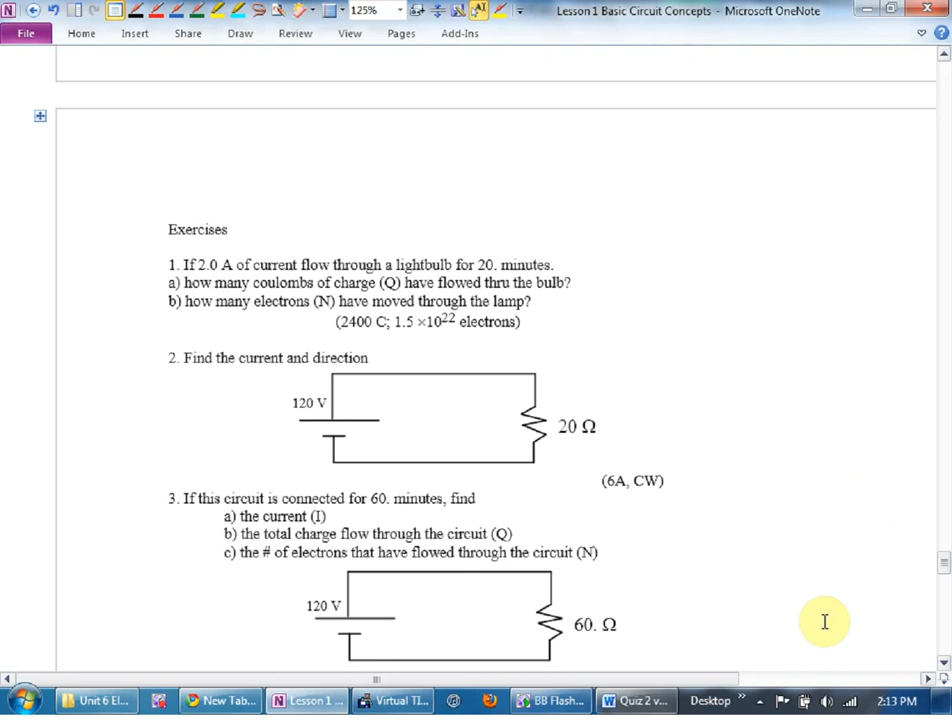 125%
Lesson 1 Basic Circuit Concepts - Microsoft OneNote
File Home Insert Share Draw Review View Pages Add-Ins
Exercises
1. If 2.0 A of current flow through a lightbulb for 20. minutes.
a) how many coulombs of charge (Q) have flowed thru the bulb?
b) how many electrons (N) have moved through the lamp?
(2400 C; 1.5 ×10²² electrons)
2. Find the current and direction
120 V
20 Ω
(6A, CW)
3. If this circuit is connected for 60. minutes, find
a) the current (I)
b) the total charge flow through the circuit (Q)
c) the # of electrons that have flowed through the circuit (N)
120 V
60. Ω
Unit 6 El... New Tab... Lesson 1 ... Virtual TI... BB Flash... Quiz 2 v... Desktop 2:13 PM